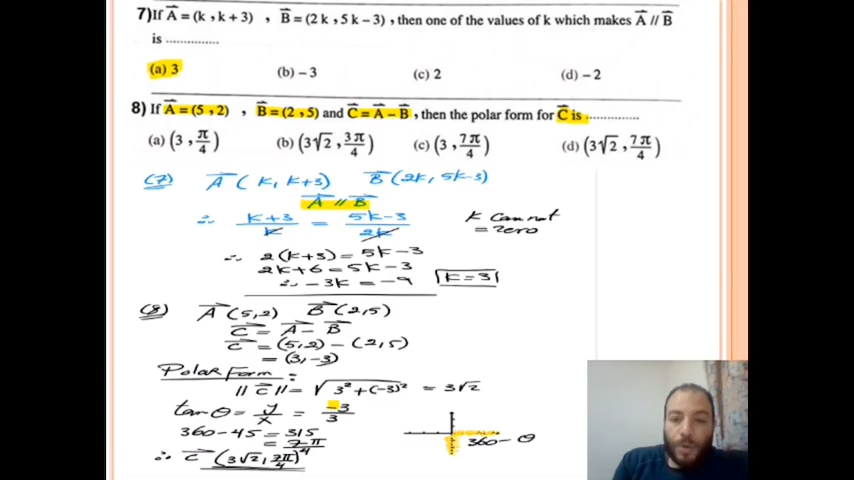 7)If A = (k , k + 3) , B = (2 k , 5 k − 3) , then one of the values of k which makes A // B
is ..............
(a) 3 (b) − 3 (c) 2 (d) − 2
8) If A = (5 , 2) , B = (2 , 5) and C = A − B , then the polar form for C is ..............
(a) (3 , π/4) (b) (3√2 , 3π/4) (c) (3 , 7π/4) (d) (3√2 , 7π/4)
(7) A (K, K+3) B (2K, 5K-3)
A // B
∴ K+3/K = 5K-3/2K K Can not
= Zero
∴ 2(K+3) = 5K-3
2K+6 = 5K-3
∴ -3K = -9 K=3
(8) A (5,2) B (2,5)
C = A - B
C = (5,2) - (2,5)
= (3,-3)
Polar Form:
|| C || = √3² + (-3)² = 3√2
tan θ = y/x = -3/3
360-45 = 315
= 7π/4
360 - θ
∴ C (3√2, 7π/4)